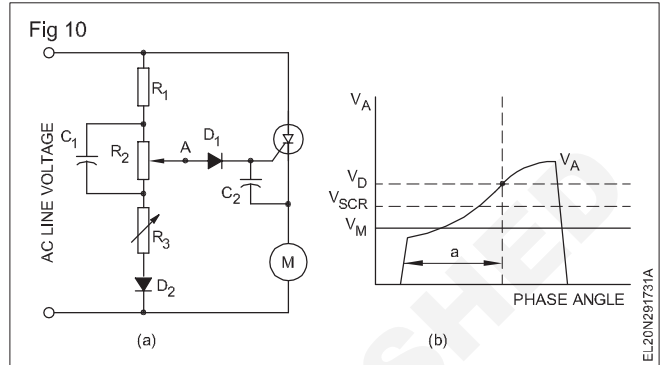 Fig 10
AC LINE VOLTAGE
R1
C1
R2
A
D1
C2
R3
D2
M
(a)
VA
VD
VSCR
VM
VA
a
PHASE ANGLE
(b)
SHED
EL20N291731A